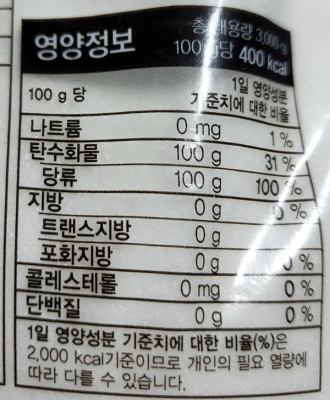 영양정보
총 내용량 3,000 g
100 g당 400 kcal
100 g 당 1일 영양성분 기준치에 대한 비율
나트륨 0 mg 1 %
탄수화물 100 g 31 %
당류 100 g 100 %
지방 0 g 0 %
트랜스지방 0 g
포화지방 0 g 0 %
콜레스테롤 0 mg 0 %
단백질 0 g 0 %
1일 영양성분 기준치에 대한 비율(%)은
2,000 kcal기준이므로 개인의 필요 열량에
따라 다를 수 있습니다.